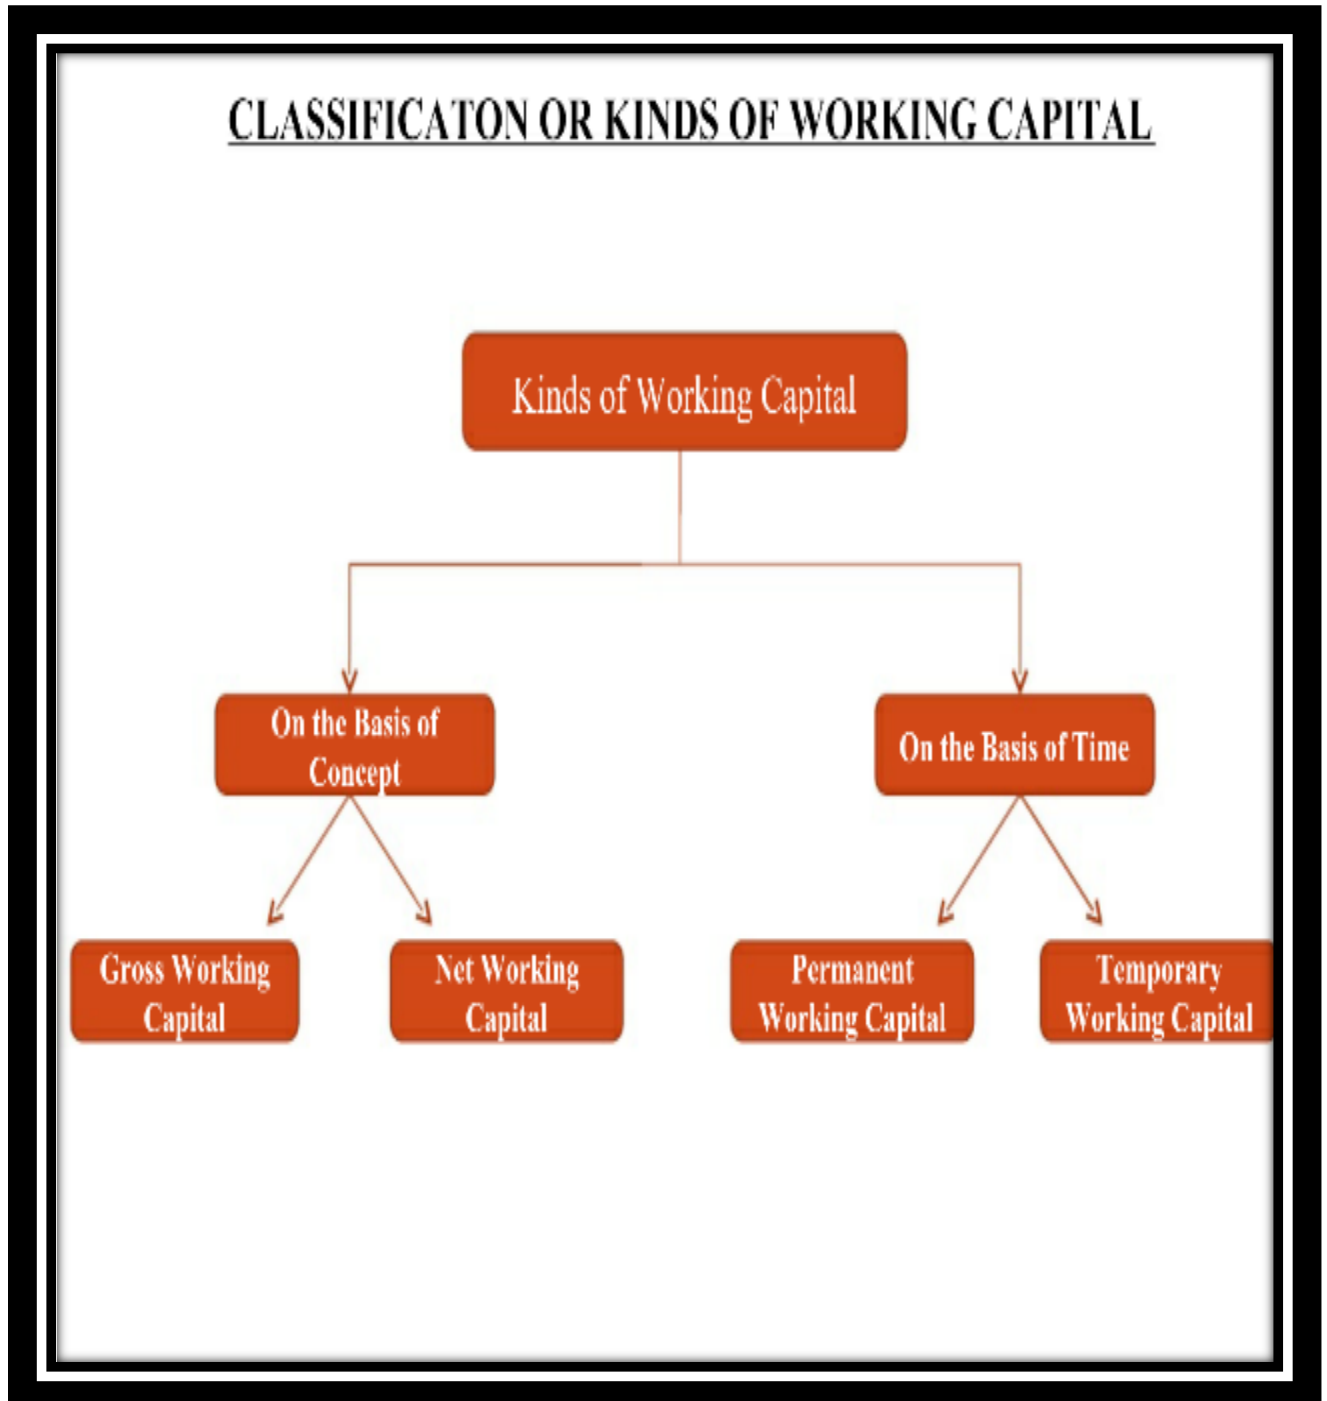 CLASSIFICATON OR KINDS OF WORKING CAPITAL
Kinds of Working Capital
On the Basis of
Concept
On the Basis of Time
Gross Working
Capital
Net Working
Capital
Permanent
Working Capital
Temporary
Working Capital